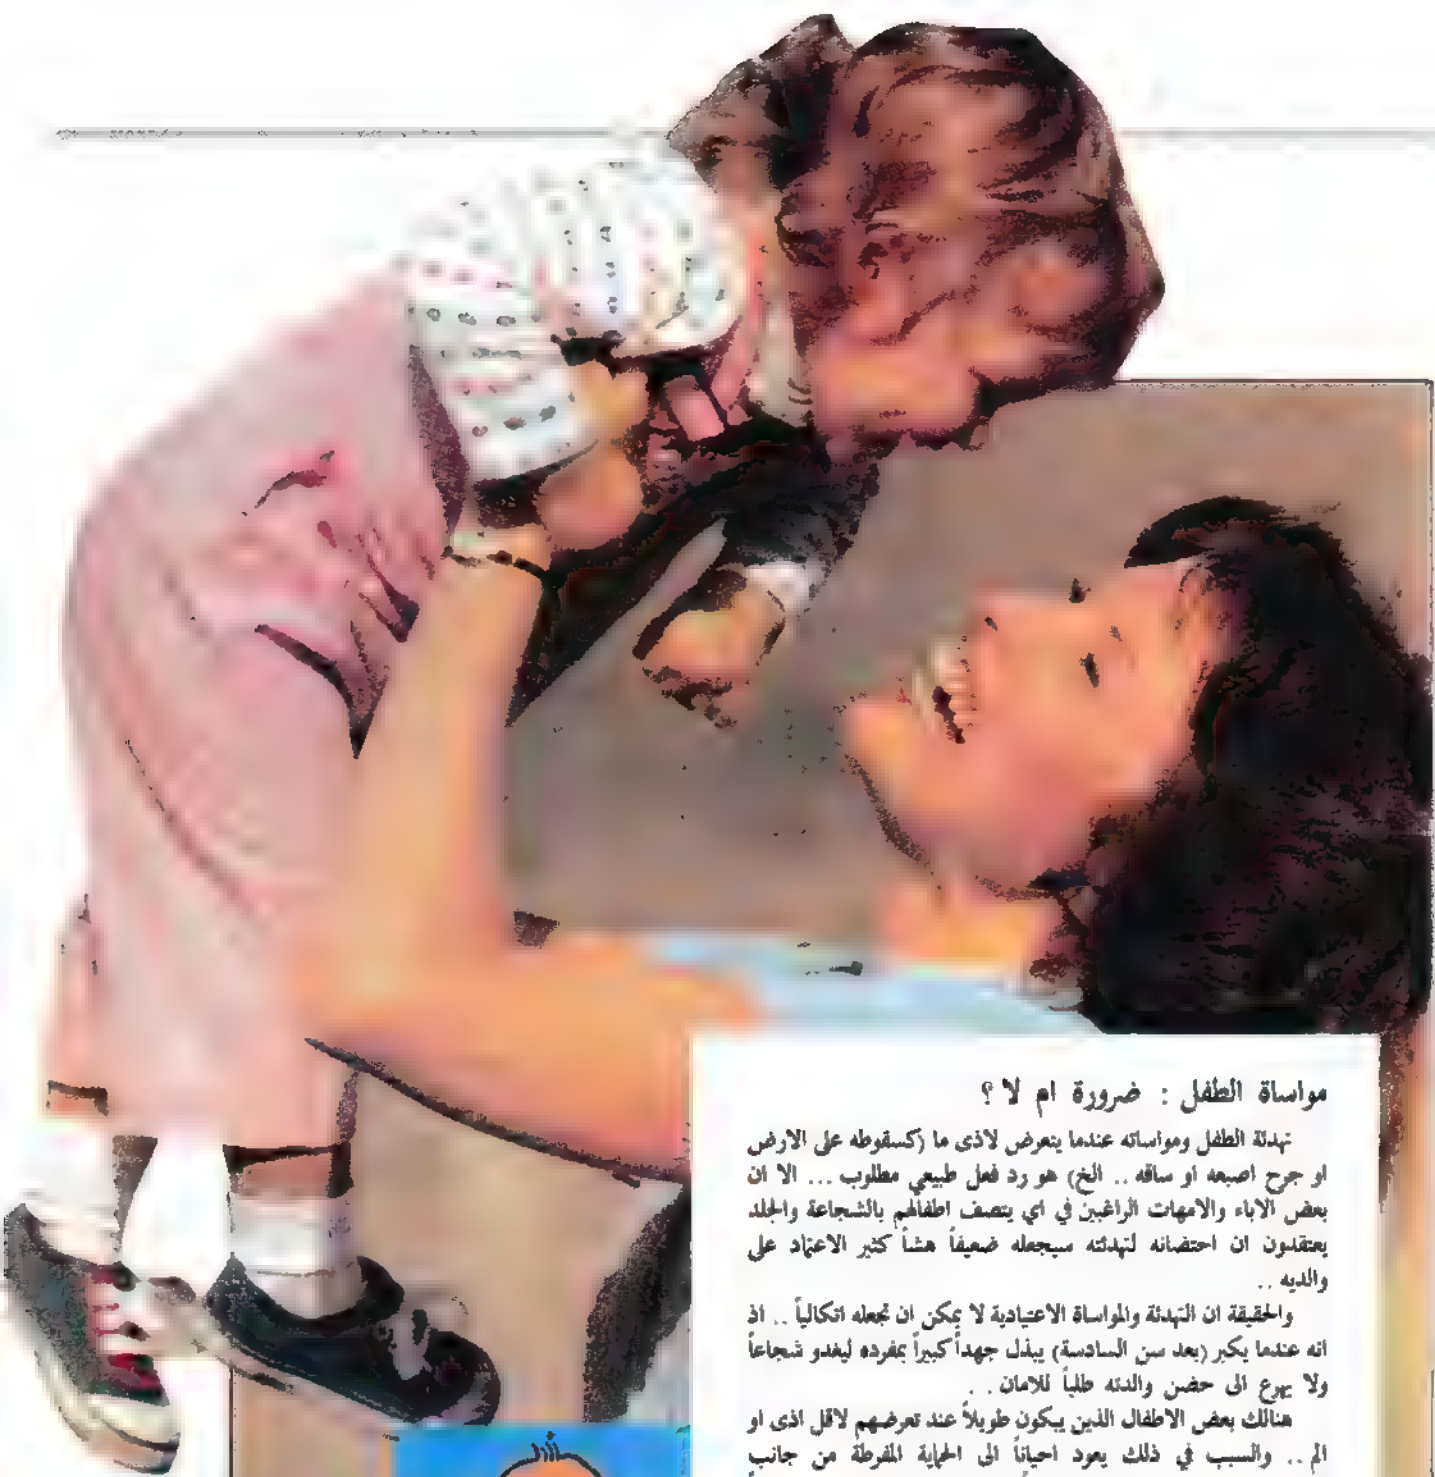 مواساة الطفل : ضرورة ام لا ؟
تهدئة الطفل ومواساته عندما يتعرض لاذى ما (كسقوطه على الارض
او جرح اصبعه او ساقه .. الخ) هو رد فعل طبيعي مطلوب ... الا ان
بعض الاباء والامهات الراغبين في اي يتصف اطفالهم بالشجاعة والجلد
يعتقدون ان احتضانه لتهدئته سيجعله ضعيفاً هشاً كثير الاعتماد على
والديه ..
والحقيقة ان التهدئة والمواساة الاعتيادية لا يمكن ان تجعله اتكالياً .. اذ
انه عندما يكبر (بعد سن السادسة) يبذل جهداً كبيراً بمفرده ليغدو شجاعاً
ولا يهرع الى حضن والدته طلباً للامان ..
هنالك بعض الاطفال الذين يبكون طويلاً عند تعرضهم لاقل اذى او
الم .. والسبب في ذلك يعود احياناً الى الحماية المفرطة من جانب